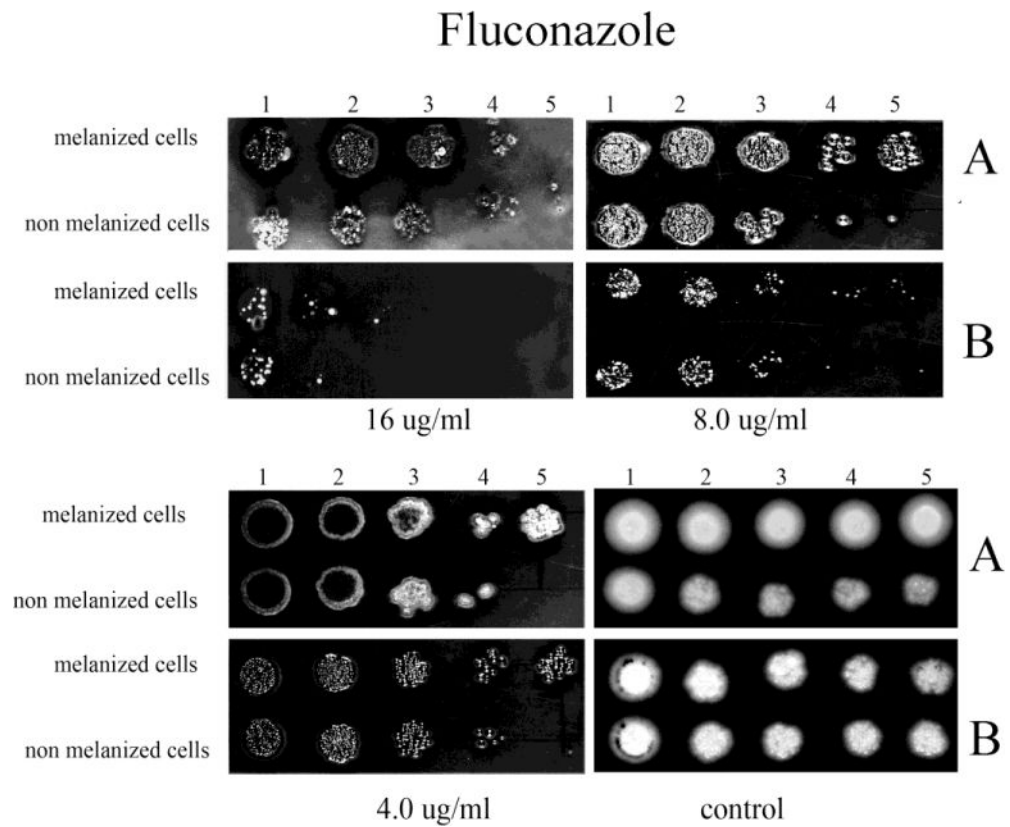 Fluconazole
1 2 3 4 5 1 2 3 4 5
melanized cells
A
non melanized cells
melanized cells
B
non melanized cells
16 ug/ml 8.0 ug/ml
1 2 3 4 5 1 2 3 4 5
melanized cells
A
non melanized cells
melanized cells
non melanized cells B
4.0 ug/ml control